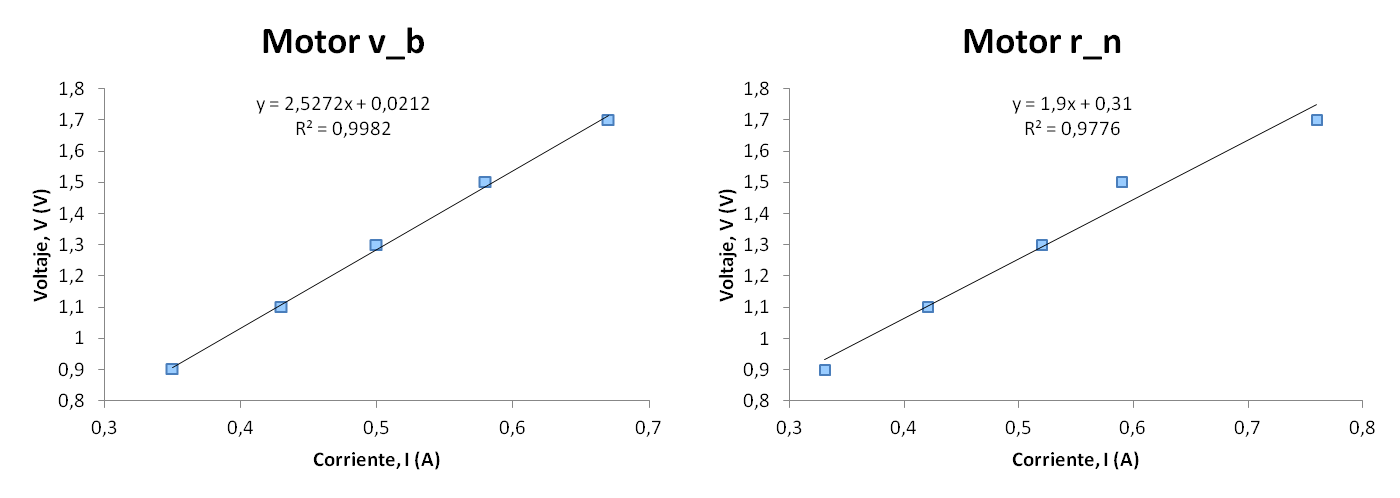 Motor v_b
y = 2,5272x + 0,0212
R² = 0,9982
1,8
1,7
1,6
1,5
1,4
1,3
1,2
1,1
1
0,9
0,8
Voltaje, V (V)
0,3 0,4 0,5 0,6 0,7
Corriente, I (A)
Motor r_n
y = 1,9x + 0,31
R² = 0,9776
1,8
1,7
1,6
1,5
1,4
1,3
1,2
1,1
1
0,9
0,8
Voltaje, V (V)
0,3 0,4 0,5 0,6 0,7 0,8
Corriente, I (A)